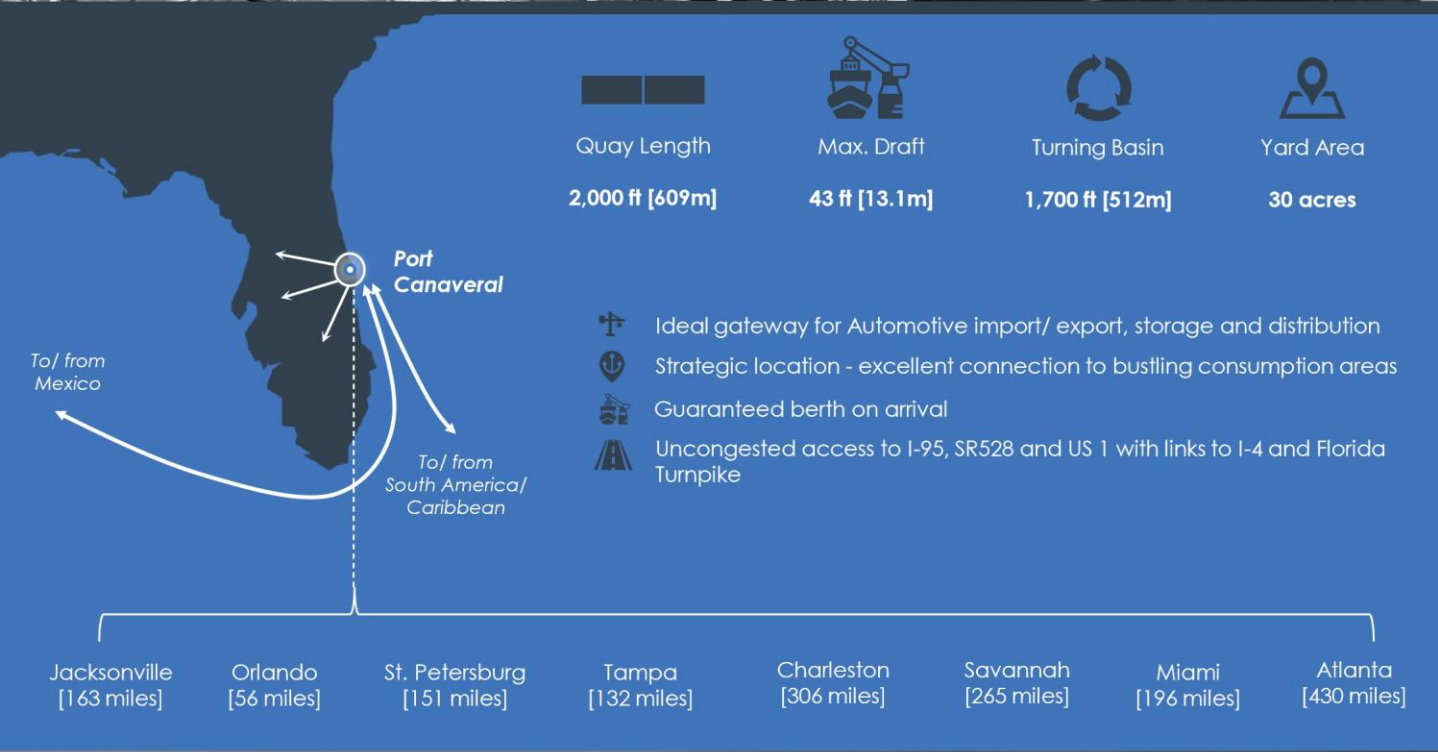 Quay Length
2,000 ft [609m]
Max. Draft
43 ft [13.1m]
Turning Basin
1,700 ft [512m]
Yard Area
30 acres
Port
Canaveral
To/ from
Mexico
To/ from
South America/
Caribbean
Ideal gateway for Automotive import/ export, storage and distribution
Strategic location - excellent connection to bustling consumption areas
Guaranteed berth on arrival
Uncongested access to I-95, SR528 and US 1 with links to I-4 and Florida
Turnpike
Jacksonville
[163 miles]
Orlando
[56 miles]
St. Petersburg
[151 miles]
Tampa
[132 miles]
Charleston
[306 miles]
Savannah
[265 miles]
Miami
[196 miles]
Atlanta
[430 miles]